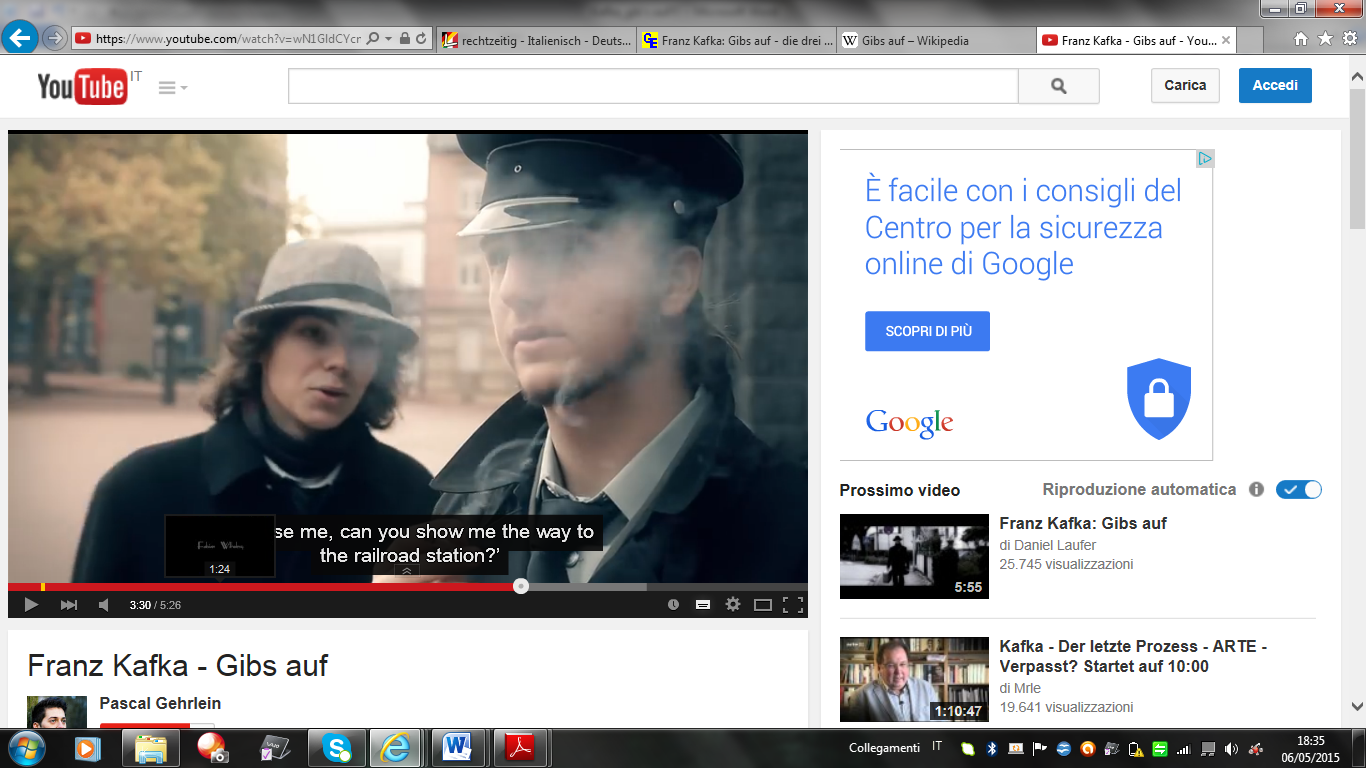 https://www.youtube.com/watch?v=wN1GldCYcr
rechtzeitig - Italienisch - Deuts...
Franz Kafka: Gibs auf - die drei ...
Gibs auf – Wikipedia
Franz Kafka - Gibs auf - You...
YouTube IT
Carica
Accedi
se me, can you show me the way to
the railroad station?'
1:24
3:30 / 5:26
Franz Kafka - Gibs auf
Pascal Gehrlein
È facile con i consigli del
Centro per la sicurezza
online di Google
SCOPRI DI PIÙ
Google
Prossimo video
Riproduzione automatica
Franz Kafka: Gibs auf
di Daniel Laufer
25.745 visualizzazioni
5:55
Kafka - Der letzte Prozess - ARTE -
Verpasst? Startet auf 10:00
di Mrle
19.641 visualizzazioni
1:10:47
Collegamenti
IT
18:35
06/05/2015